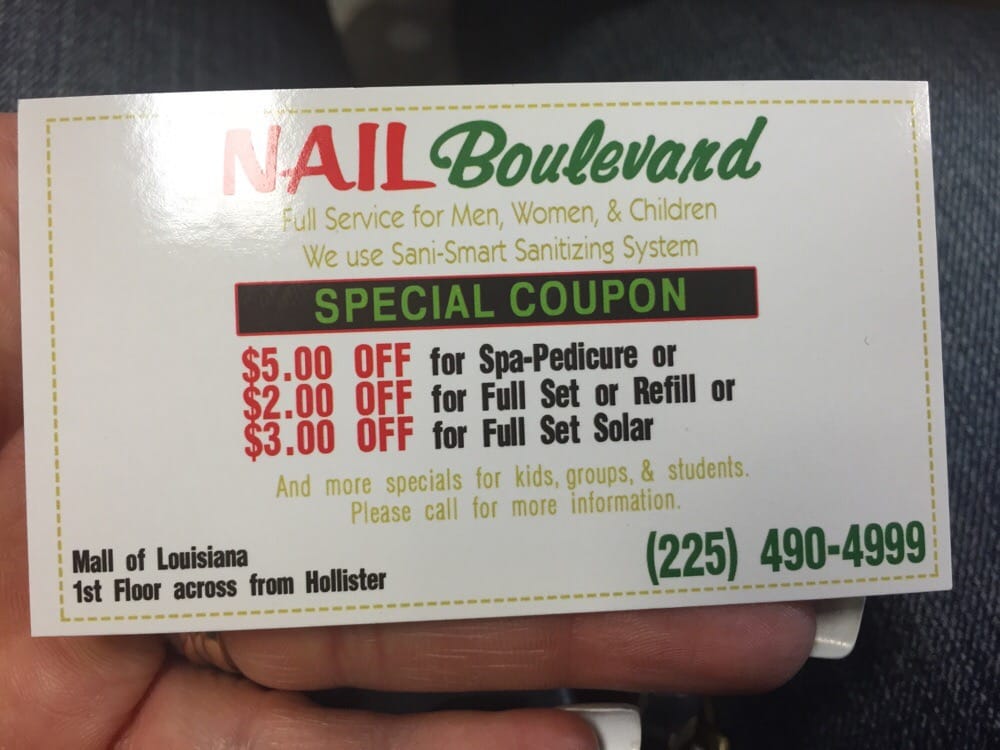 NAIL Boulevard
Full Service for Men, Women, & Children
We use Sani-Smart Sanitizing System
SPECIAL COUPON
$5.00 OFF for Spa-Pedicure or
$2.00 OFF for Full Set or Refill or
$3.00 OFF for Full Set Solar
And more specials for kids, groups, & students.
Please call for more information.
Mall of Louisiana
1st Floor across from Hollister
(225) 490-4999